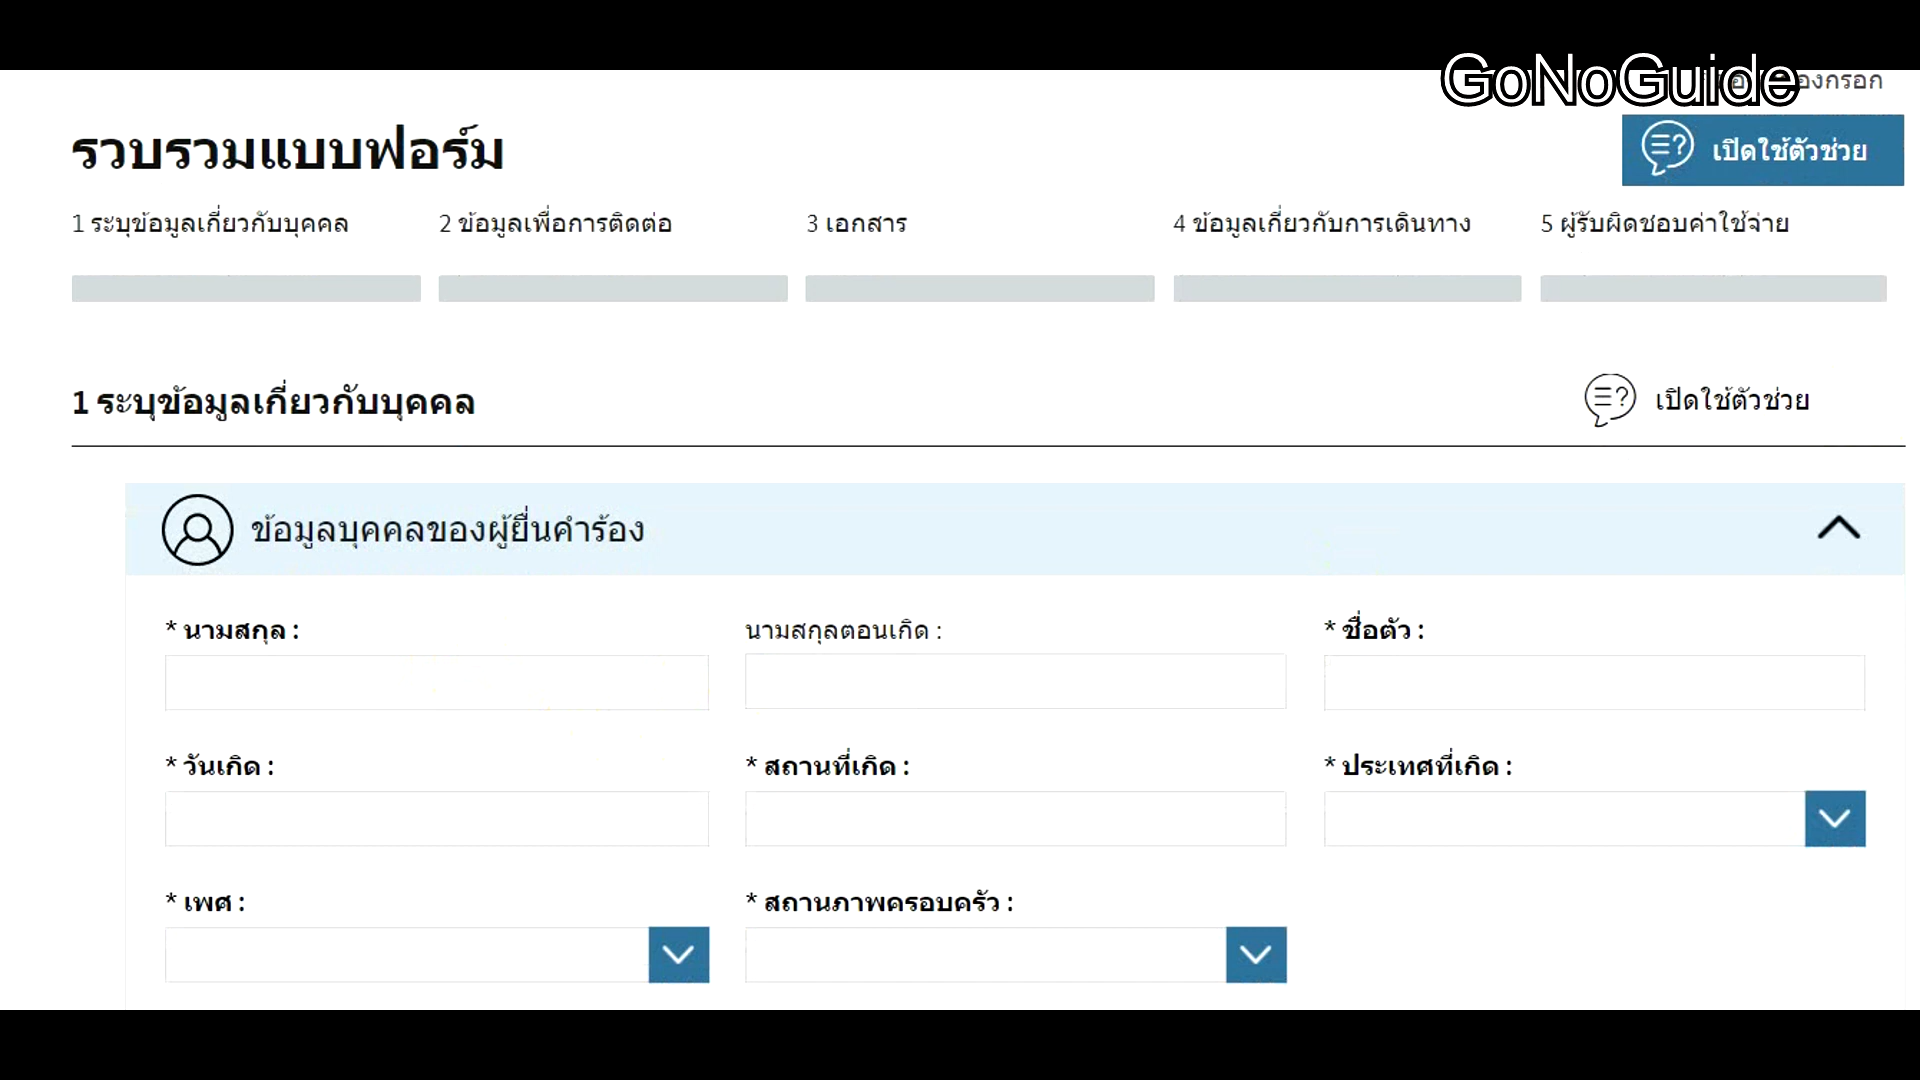 GoNoGuide
งกรอก
รวบรวมแบบฟอร์ม
เปิดใช้ตัวช่วย
1 ระบุข้อมูลเกี่ยวกับบุคคล
2 ข้อมูลเพื่อการติดต่อ
3 เอกสาร
4 ข้อมูลเกี่ยวกับการเดินทาง
5 ผู้รับผิดชอบค่าใช้จ่าย
1 ระบุข้อมูลเกี่ยวกับบุคคล
เปิดใช้ตัวช่วย
ข้อมูลบุคคลของผู้ยื่นคำร้อง
* นามสกุล :
นามสกุลตอนเกิด :
* ชื่อตัว :
* วันเกิด :
* สถานที่เกิด :
* ประเทศที่เกิด :
* เพศ :
* สถานภาพครอบครัว :